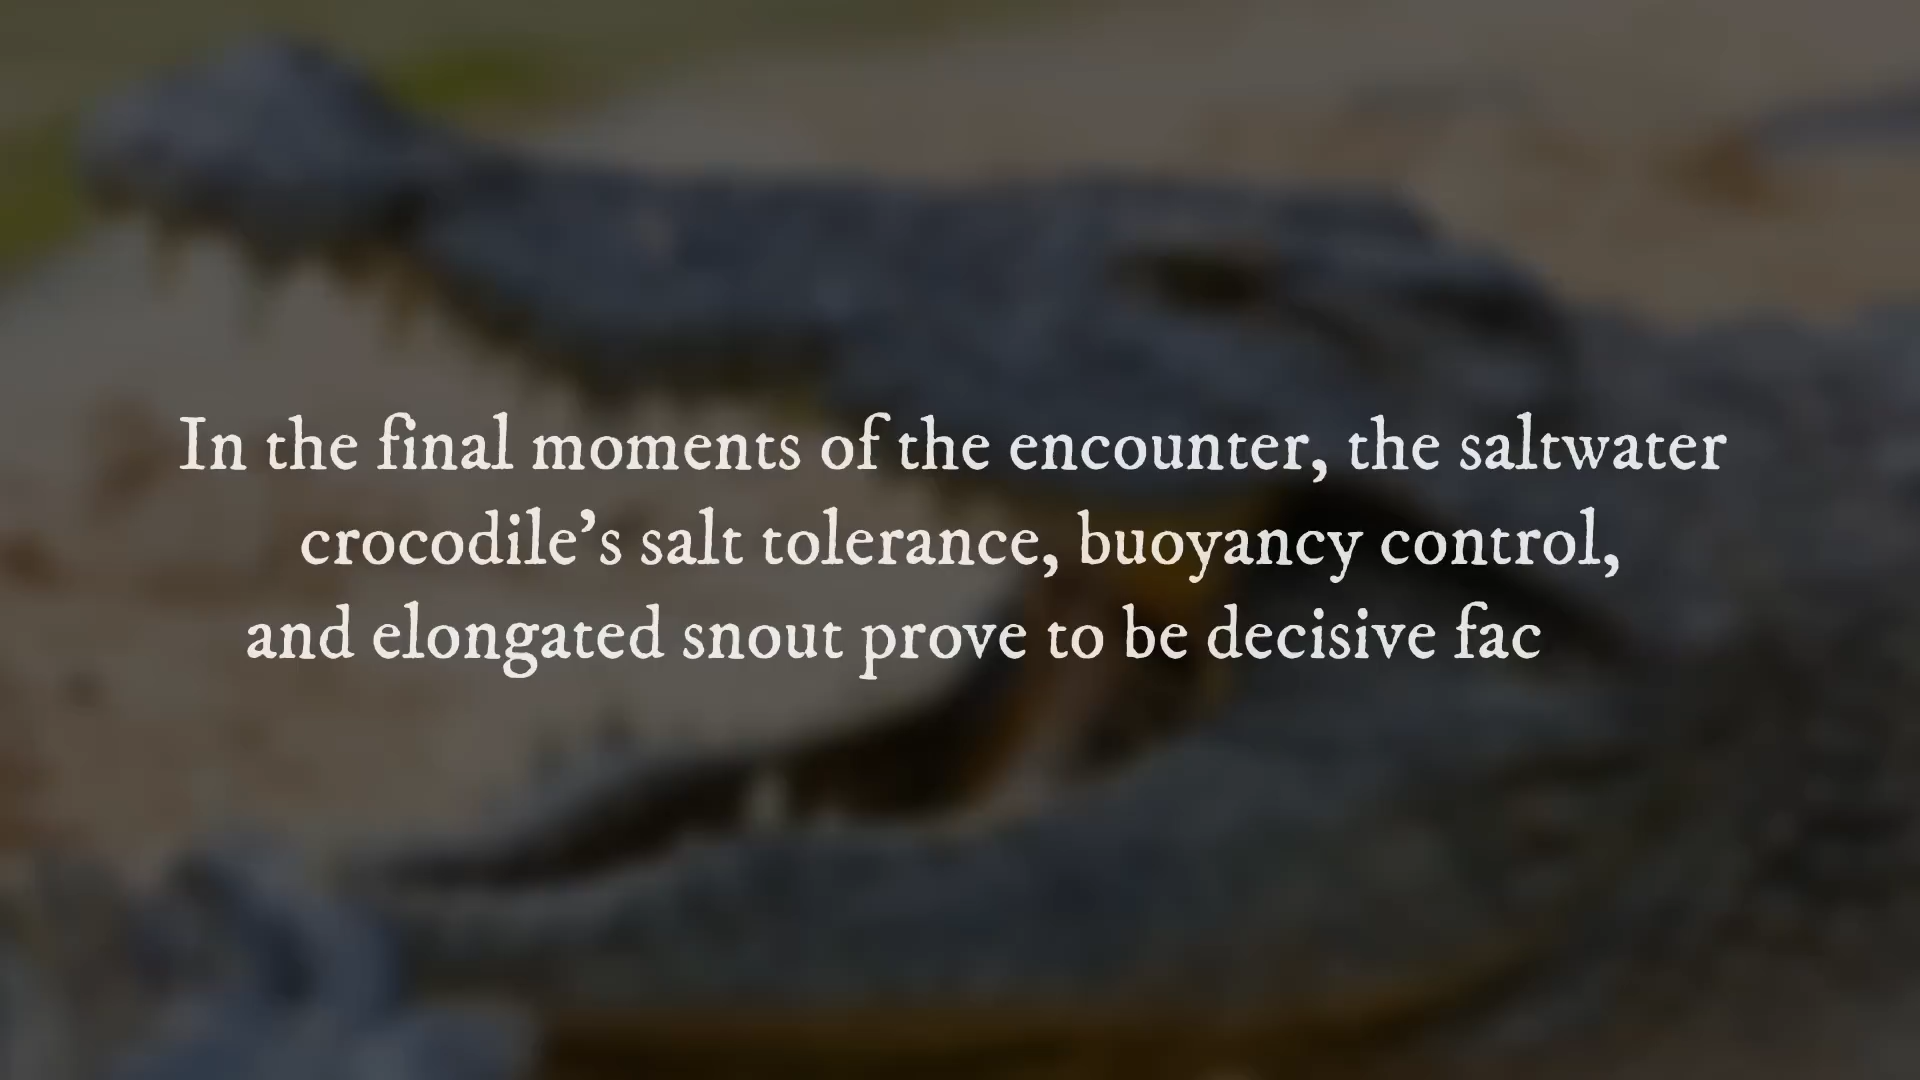 In the final moments of the encounter, the saltwater
crocodile’s salt tolerance, buoyancy control,
and elongated snout prove to be decisive fac